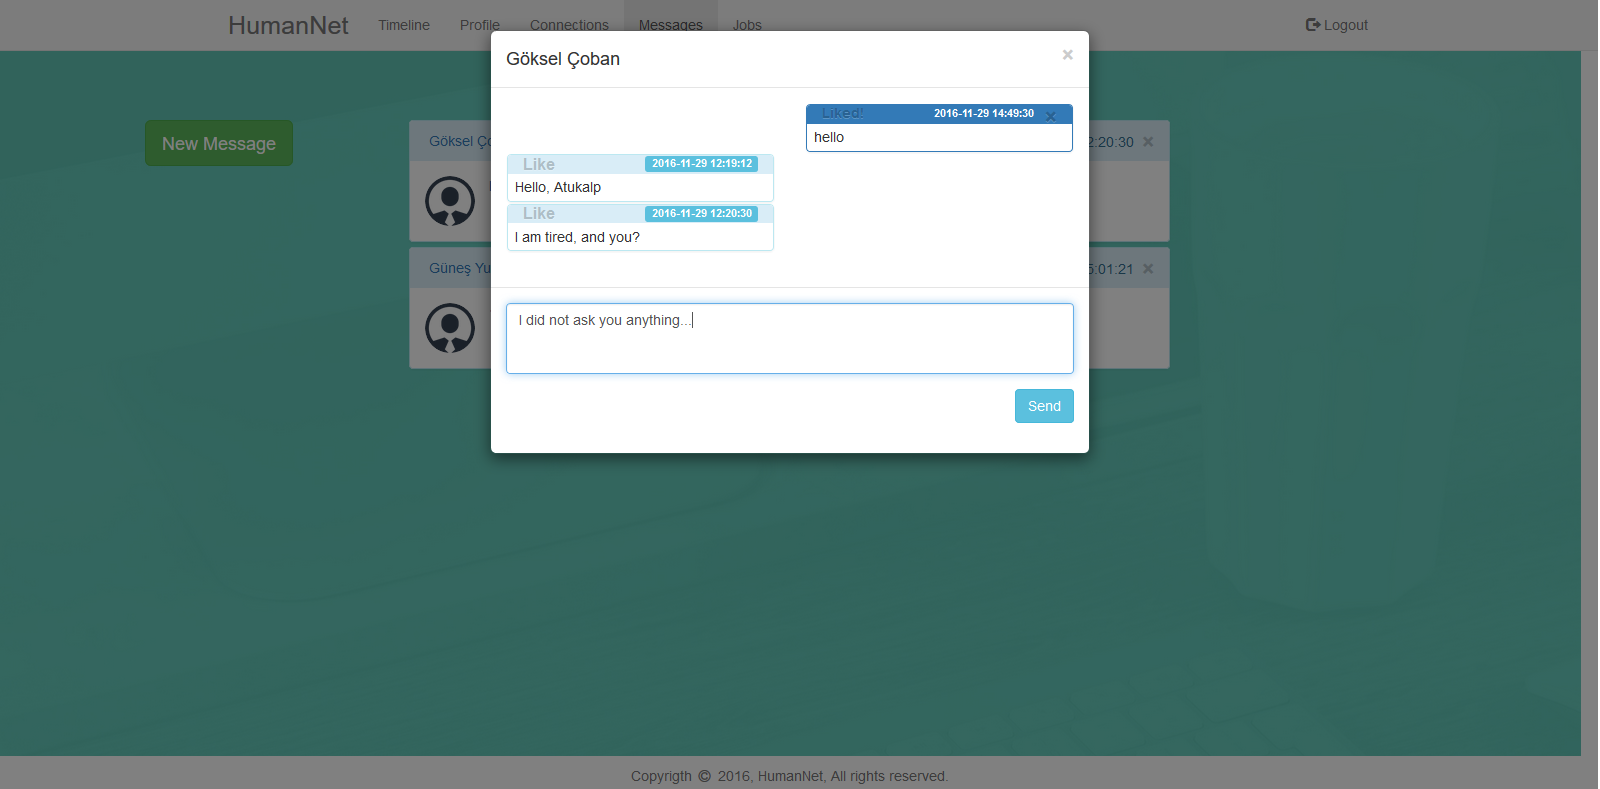 HumanNet Timeline Profile Connections Messages Jobs Logout
Göksel Çoban
×
New Message
Göksel Ço
2:20:30 ×
Liked! 2016-11-29 14:49:30 ×
hello
Like 2016-11-29 12:19:12
Hello, Atukalp
Like 2016-11-29 12:20:30
I am tired, and you?
Güneş Yu
5:01:21 ×
I did not ask you anything...
Send
Copyrigth © 2016, HumanNet, All rights reserved.